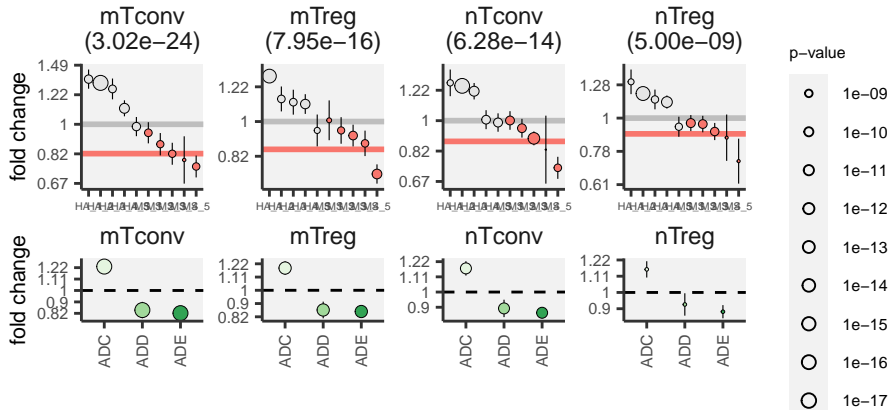 mTconv
(3.02e−24)
mTreg
(7.95e−16)
nTconv
(6.28e−14)
nTreg
(5.00e−09)
fold change
1.49
1.22
1
0.82
0.67
1.22
1
0.82
1.22
1
0.82
0.67
1.28
1
0.78
0.61
mTconv
mTreg
nTconv
nTreg
fold change
1.22
1.11
1
0.9
0.82
1.22
1.11
1
0.9
0.82
1.22
1.11
1
0.9
1.22
1.11
1
0.9
ADC
ADD
ADE
ADC
ADD
ADE
ADC
ADD
ADE
ADC
ADD
ADE
p−value
1e−09
1e−10
1e−11
1e−12
1e−13
1e−14
1e−15
1e−16
1e−17